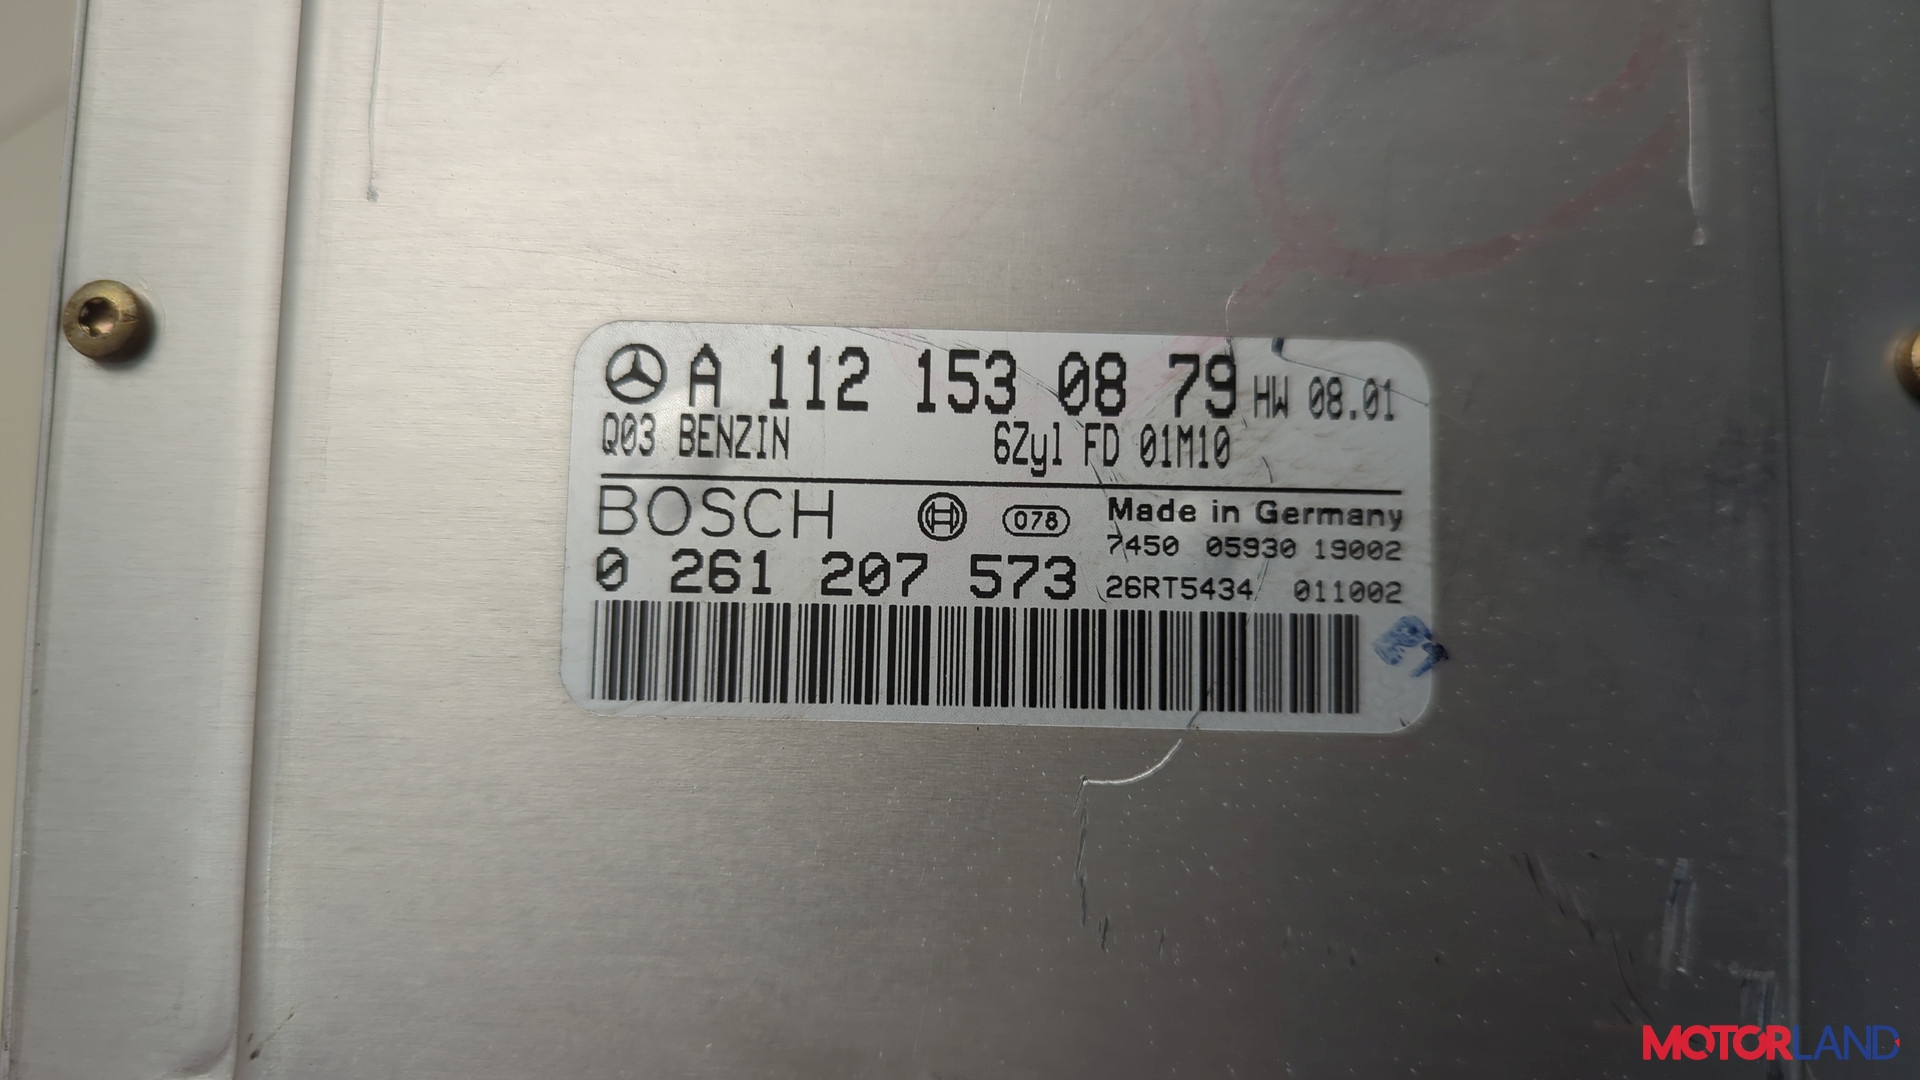 A 112 153 08 79 HW 08.01
Q03 BENZIN 6Zyl FD 01M10
BOSCH 078 Made in Germany
7450 05930 19002
0 261 207 573 26RT5434 011002
MOTORLAND